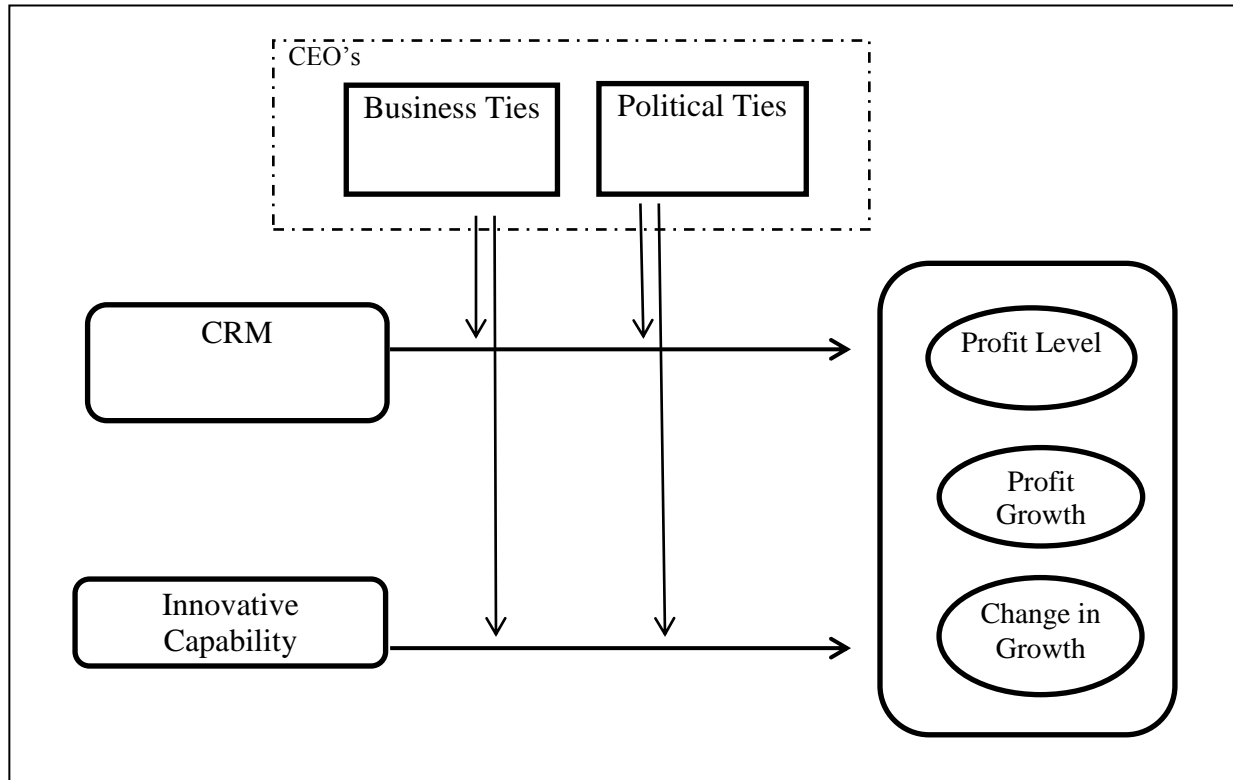 CEO’s
Business Ties
Political Ties
CRM
Profit Level
Profit
Growth
Innovative
Capability
Change in
Growth